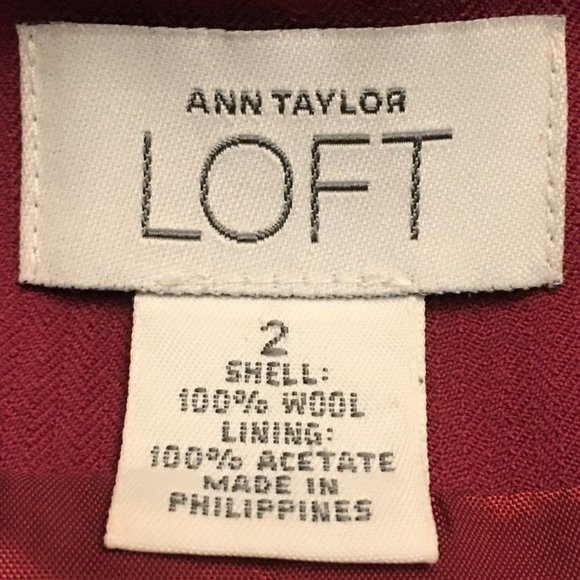 ANN TAYLOR
LOFT
2
SHELL:
100% WOOL
LINING:
100% ACETATE
MADE IN
PHILIPPINES